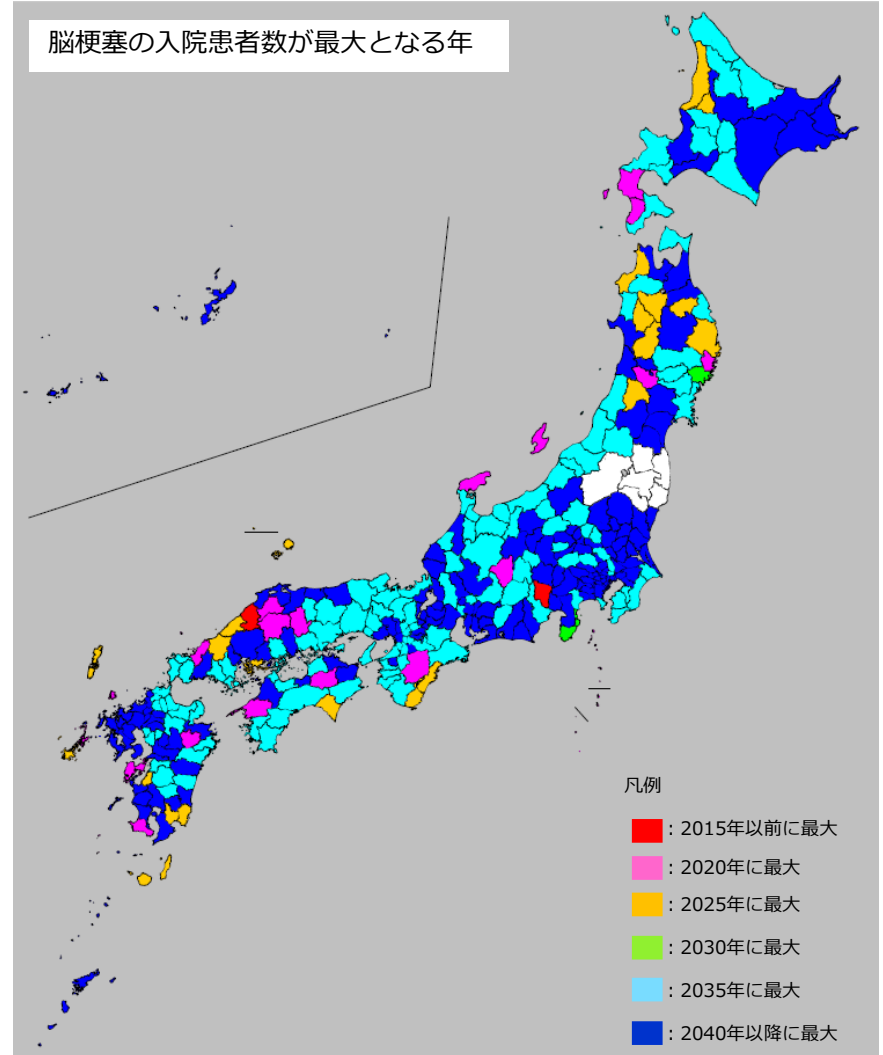 脳梗塞の入院患者数が最大となる年
凡例
：2015年以前に最大
：2020年に最大
：2025年に最大
：2030年に最大
：2035年に最大
：2040年以降に最大